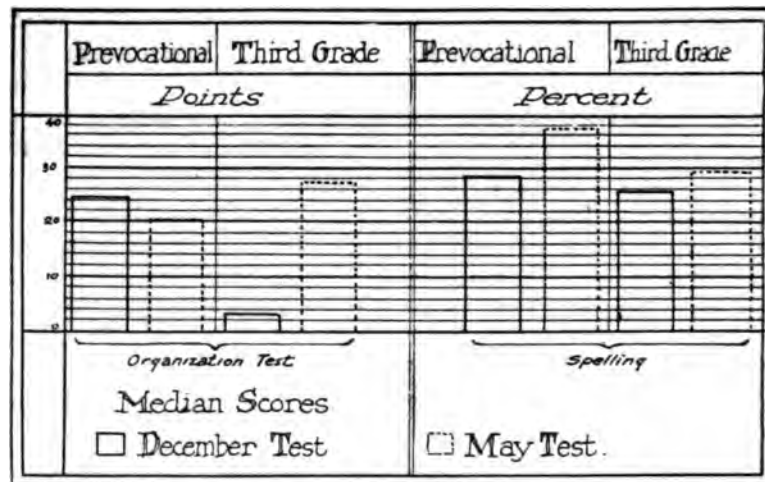 Prevocational Third Grade Prevocational Third Grade
Points Percent
40
30
20
10
0
Organization Test Spelling
Median Scores
December Test May Test.